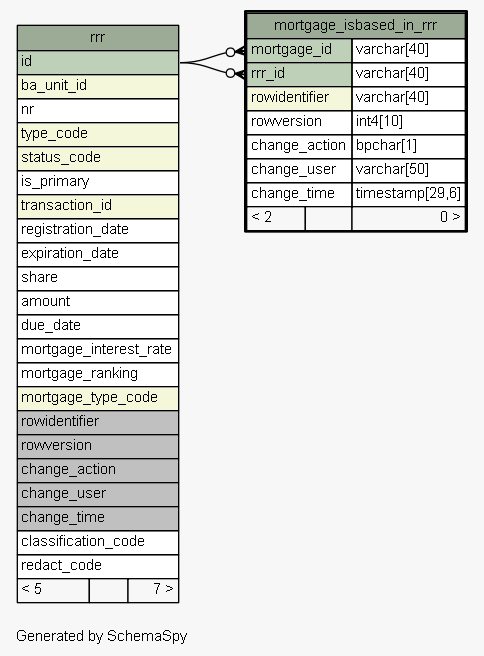 rrr
id
ba_unit_id
nr
type_code
status_code
is_primary
transaction_id
registration_date
expiration_date
share
amount
due_date
mortgage_interest_rate
mortgage_ranking
mortgage_type_code
rowidentifier
rowversion
change_action
change_user
change_time
classification_code
redact_code
< 5 7 >
mortgage_isbased_in_rrr
mortgage_id varchar[40]
rrr_id varchar[40]
rowidentifier varchar[40]
rowversion int4[10]
change_action bpchar[1]
change_user varchar[50]
change_time timestamp[29,6]
< 2 0 >
Generated by SchemaSpy